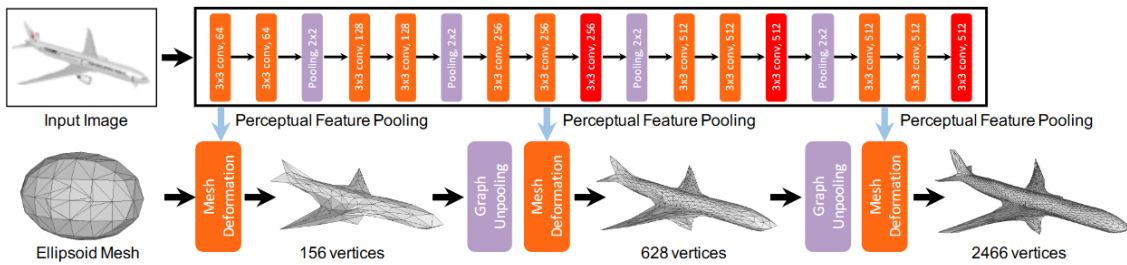 3x3 conv, 64
3x3 conv, 64
Pooling, 2x2
3x3 conv, 128
3x3 conv, 128
Pooling, 2x2
3x3 conv, 256
3x3 conv, 256
3x3 conv, 256
Pooling, 2x2
3x3 conv, 512
3x3 conv, 512
3x3 conv, 512
Pooling, 2x2
3x3 conv, 512
3x3 conv, 512
3x3 conv, 512
Input Image
Perceptual Feature Pooling
Perceptual Feature Pooling
Perceptual Feature Pooling
Mesh
Deformation
Graph
Unpooling
Mesh
Deformation
Graph
Unpooling
Mesh
Deformation
Ellipsoid Mesh
156 vertices
628 vertices
2466 vertices